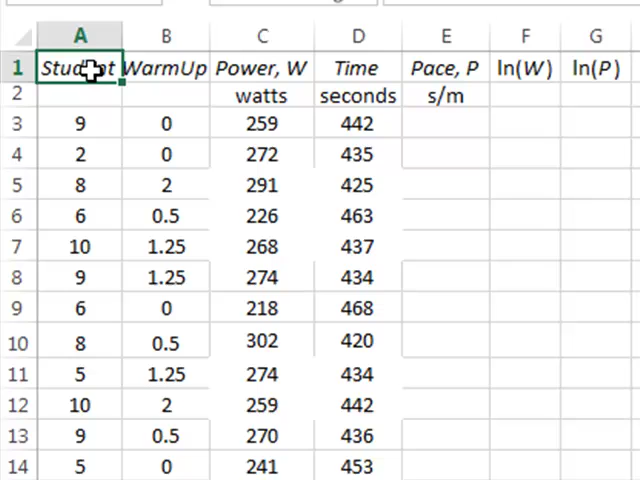 A B C D E F G
1 Student WarmUp Power, W Time Pace, P ln(W) ln(P)
2 watts seconds s/m
3 9 0 259 442
4 2 0 272 435
5 8 2 291 425
6 6 0.5 226 463
7 10 1.25 268 437
8 9 1.25 274 434
9 6 0 218 468
10 8 0.5 302 420
11 5 1.25 274 434
12 10 2 259 442
13 9 0.5 270 436
14 5 0 241 453